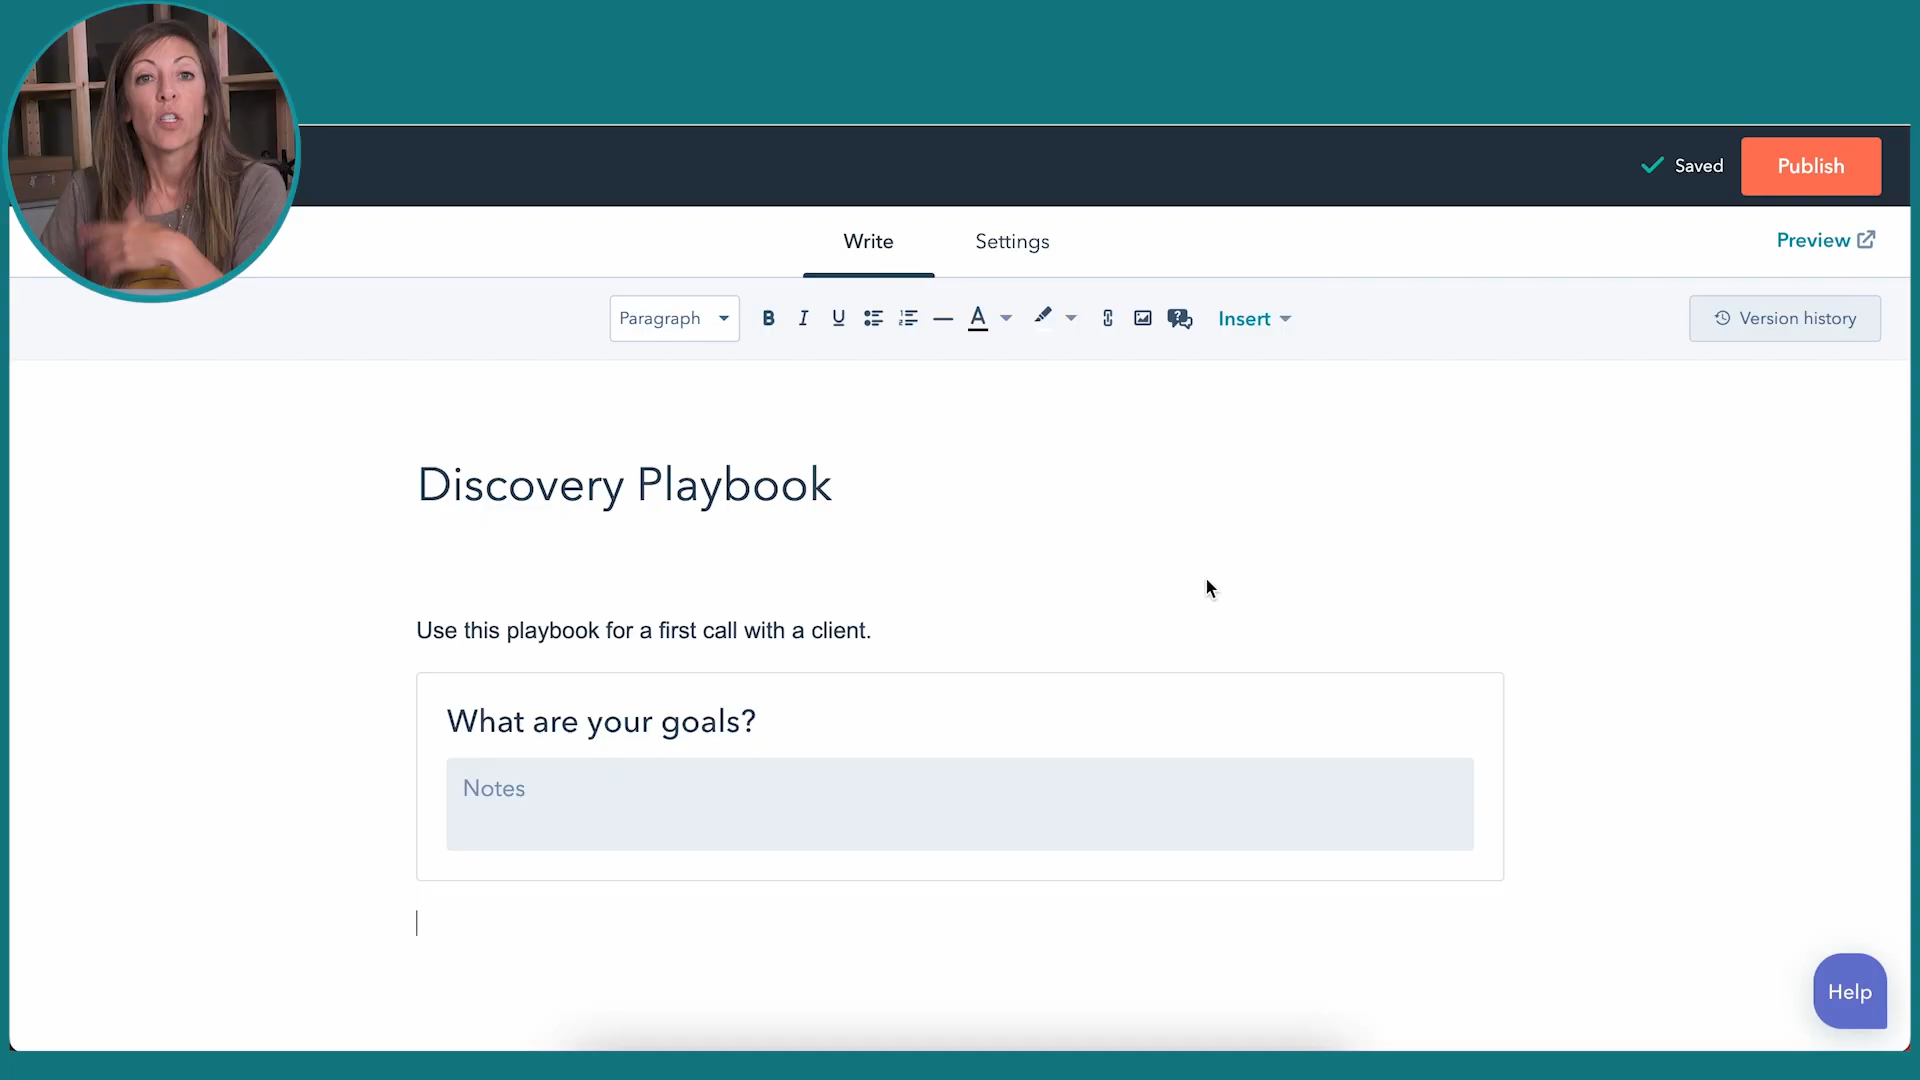 Saved
Publish
Write
Settings
Preview
Paragraph
B
I
U
A
Insert
Version history
Discovery Playbook
Use this playbook for a first call with a client.
What are your goals?
Notes
Help